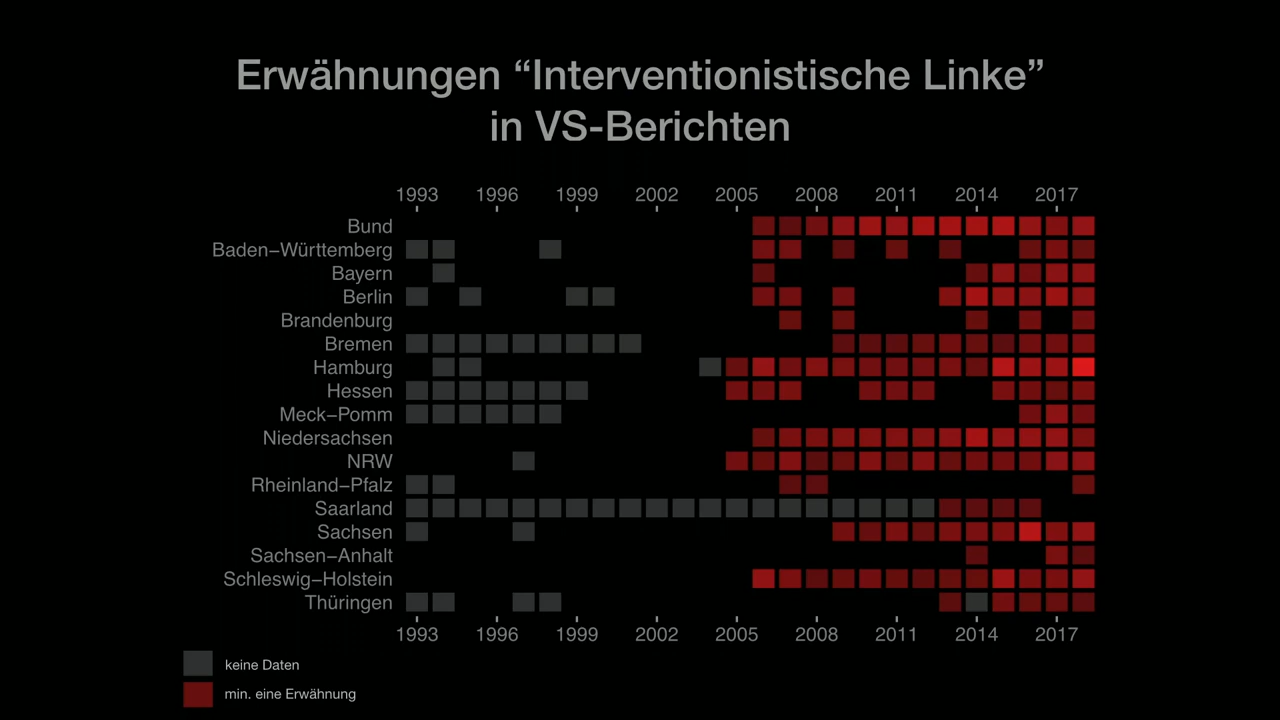 Erwähnungen “Interventionistische Linke”
in VS-Berichten
1993 1996 1999 2002 2005 2008 2011 2014 2017
Bund
Baden–Württemberg
Bayern
Berlin
Brandenburg
Bremen
Hamburg
Hessen
Meck–Pomm
Niedersachsen
NRW
Rheinland–Pfalz
Saarland
Sachsen
Sachsen–Anhalt
Schleswig–Holstein
Thüringen
1993 1996 1999 2002 2005 2008 2011 2014 2017
keine Daten
min. eine Erwähnung